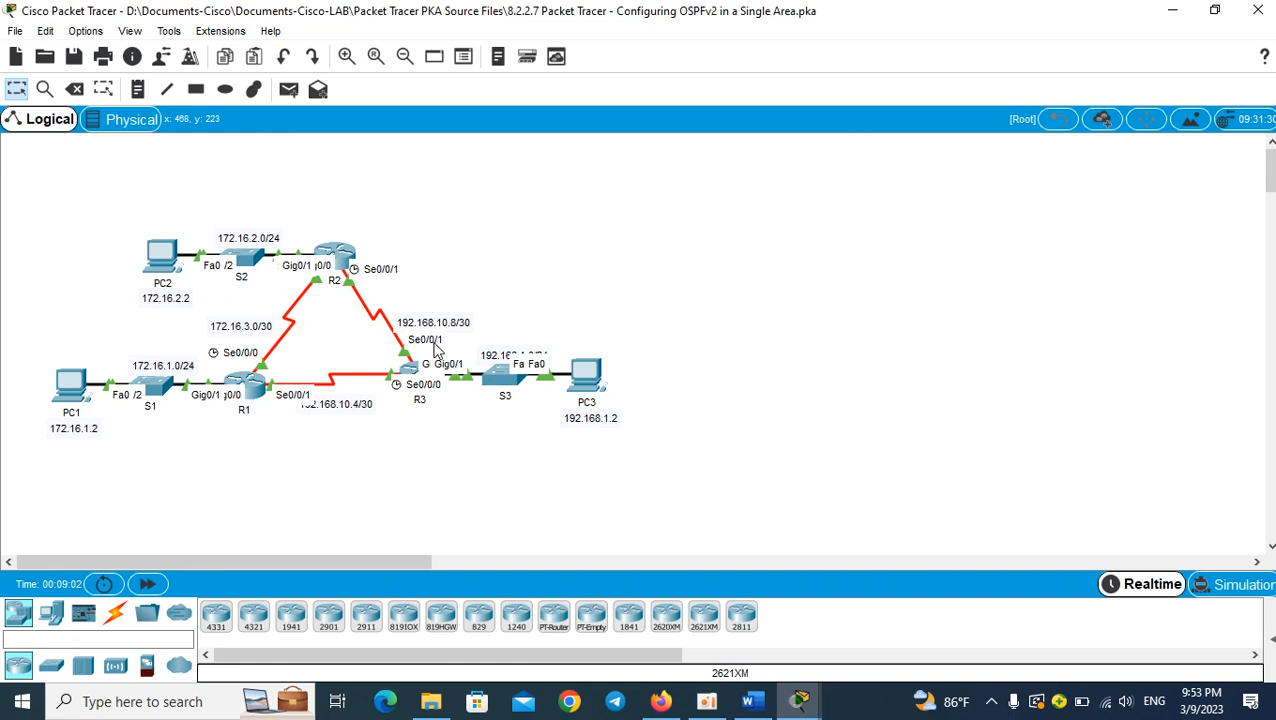 Cisco Packet Tracer - D:\Documents-Cisco\Documents-Cisco-LAB\Packet Tracer PKA Source Files\8.2.2.7 Packet Tracer - Configuring OSPFv2 in a Single Area.pka
File Edit Options View Tools Extensions Help
Logical Physical x: 468, y: 223 [Root] 09:31:30
172.16.2.0/24
Fa0 /2 Gig0/1 g0/0 Se0/0/1
PC2 S2 R2
172.16.2.2
172.16.3.0/30 192.168.10.8/30
Se0/0/1
Se0/0/0
172.16.1.0/24 G Gig0/1 Fa Fa0
Se0/0/0
Fa0 /2 Gig0/1 g0/0 Se0/0/1
PC1 S1 R1 R3 S3 PC3
.168.10.4/30
172.16.1.2 192.168.1.2
Time: 00:09:02 Realtime Simulation
4331 4321 1941 2901 2911 819IOX 819HGW 829 1240 PT-Router PT-Empty 1841 2620XM 2621XM 2811
2621XM
Type here to search 86°F ENG 9:53 PM
3/9/2023